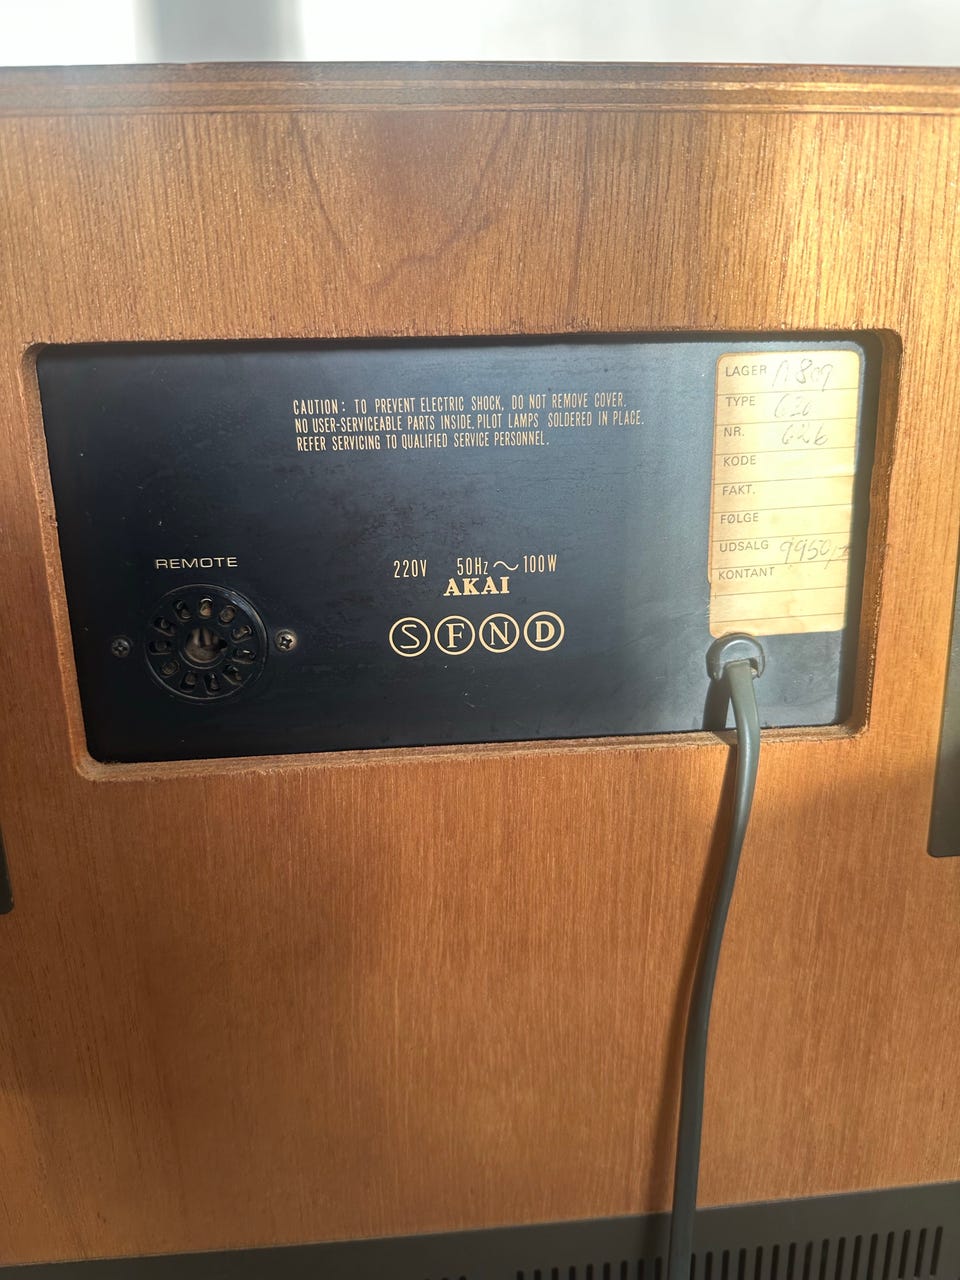 CAUTION: TO PREVENT ELECTRIC SHOCK, DO NOT REMOVE COVER.
NO USER-SERVICEABLE PARTS INSIDE. PILOT LAMPS SOLDERED IN PLACE.
REFER SERVICING TO QUALIFIED SERVICE PERSONNEL.
REMOTE
220V 50Hz ~ 100W
AKAI
S F N D
LAGER
TYPE
NR.
KODE
FAKT.
FØLGE
UDSALG 9950,-
KONTANT